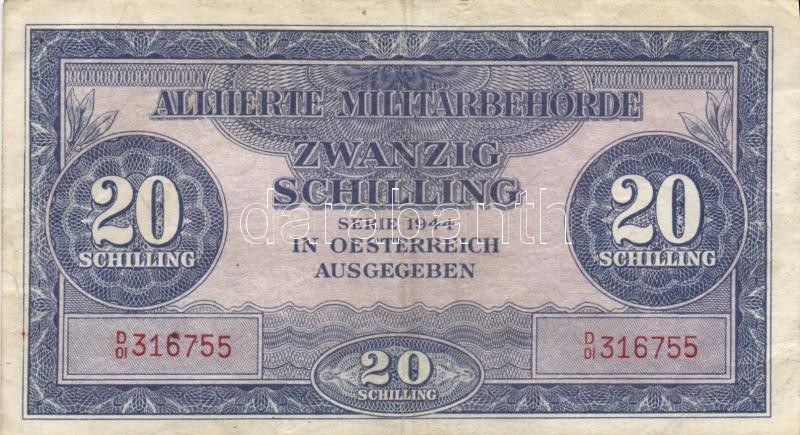 ALLIIERTE MILITÄRBEHÖRDE
ZWANZIG
SCHILLING
20
SCHILLING
20
SCHILLING
darabanth
SERIE 1944
IN OESTERREICH
AUSGEGEBEN
D/01 316755
D/01 316755
20
SCHILLING